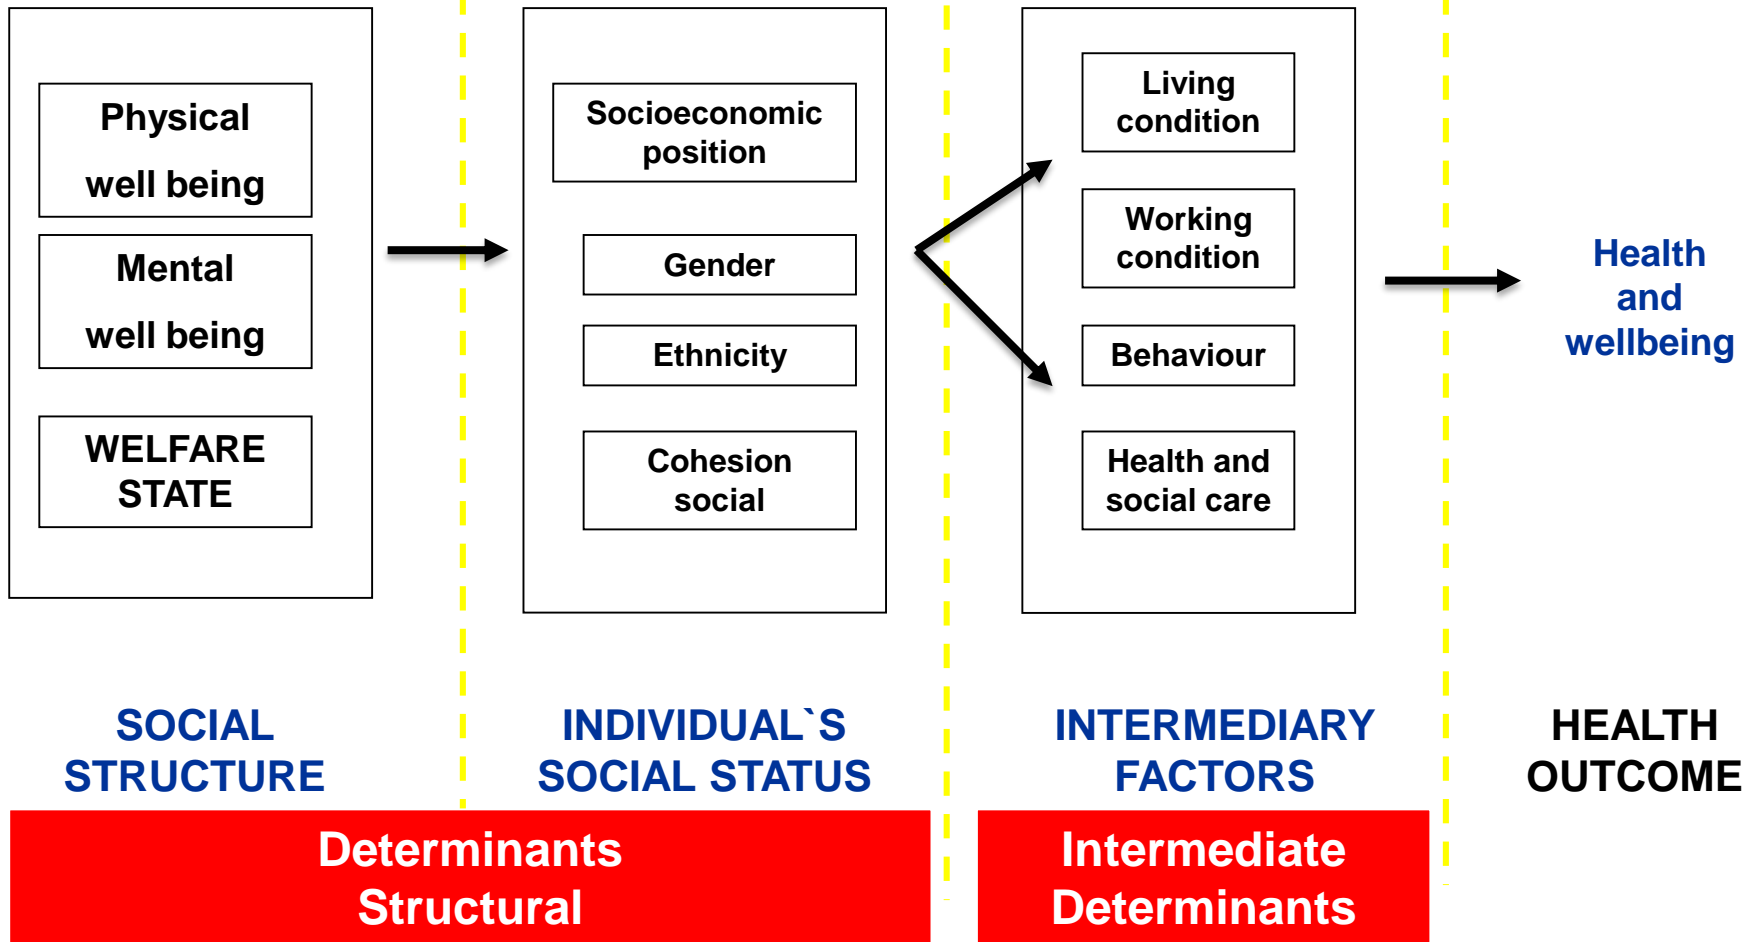 Physical
well being
Mental
well being
WELFARE
STATE
SOCIAL
STRUCTURE
Socioeconomic
position
Gender
Ethnicity
Cohesion
social
INDIVIDUAL`S
SOCIAL STATUS
Living
condition
Working
condition
Behaviour
Health and
social care
INTERMEDIARY
FACTORS
Health
and
wellbeing
HEALTH
OUTCOME
Determinants
Structural
Intermediate
Determinants